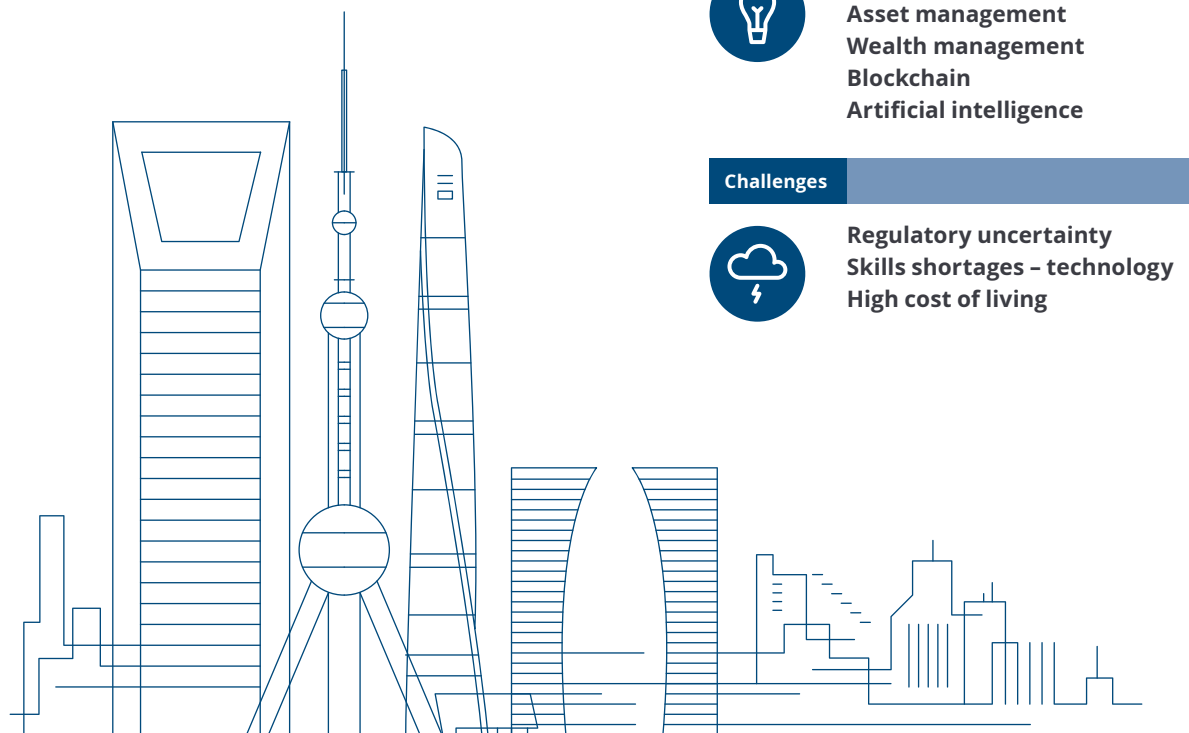 Asset management
Wealth management
Blockchain
Artificial intelligence
Challenges
Regulatory uncertainty
Skills shortages – technology
High cost of living